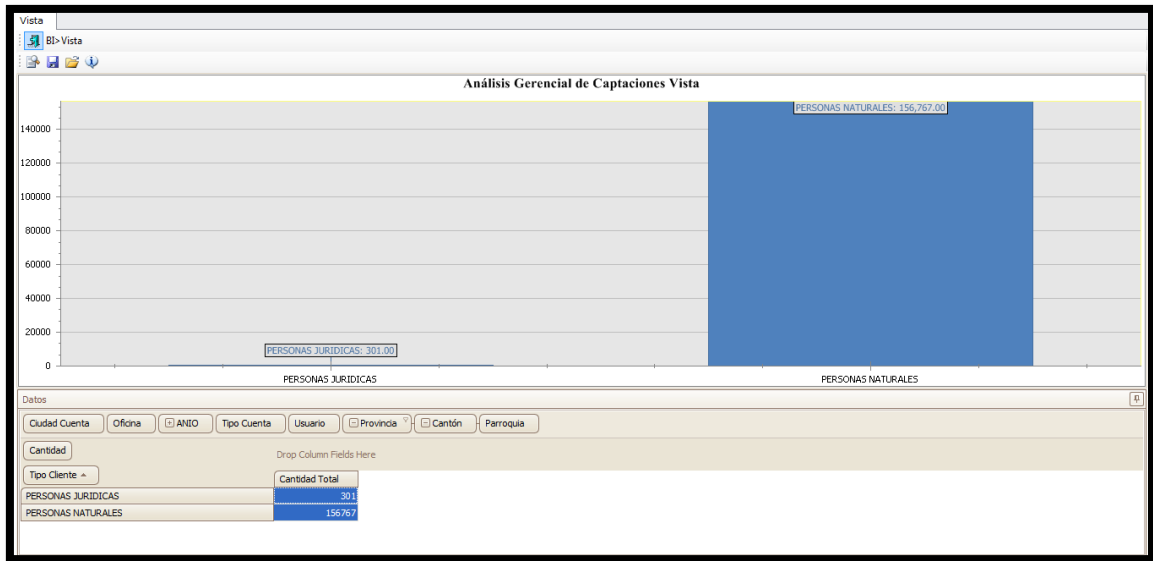 Vista
BI>Vista
Análisis Gerencial de Captaciones Vista
PERSONAS NATURALES: 156,767.00
140000
120000
100000
80000
60000
40000
20000
PERSONAS JURIDICAS: 301.00
0
PERSONAS JURIDICAS PERSONAS NATURALES
Datos
Ciudad Cuenta Oficina ANIO Tipo Cuenta Usuario Provincia Cantón Parroquia
Cantidad Drop Column Fields Here
Tipo Cliente Cantidad Total
PERSONAS JURIDICAS 301
PERSONAS NATURALES 156767